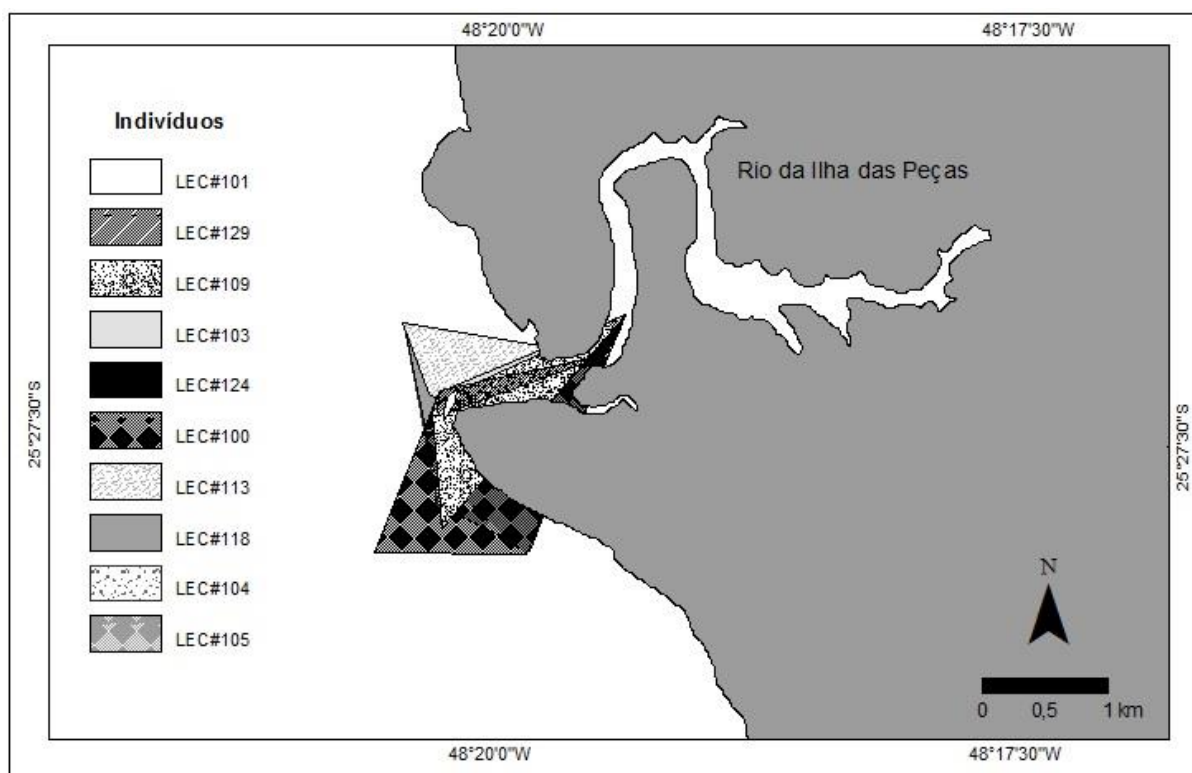 48°20'0"W
48°17'30"W
Indivíduos
LEC#101
LEC#129
LEC#109
LEC#103
LEC#124
LEC#100
LEC#113
LEC#118
LEC#104
LEC#105
Rio da Ilha das Peças
25°27'30"S
25°27'30"S
N
0 0,5 1 km
48°20'0"W
48°17'30"W